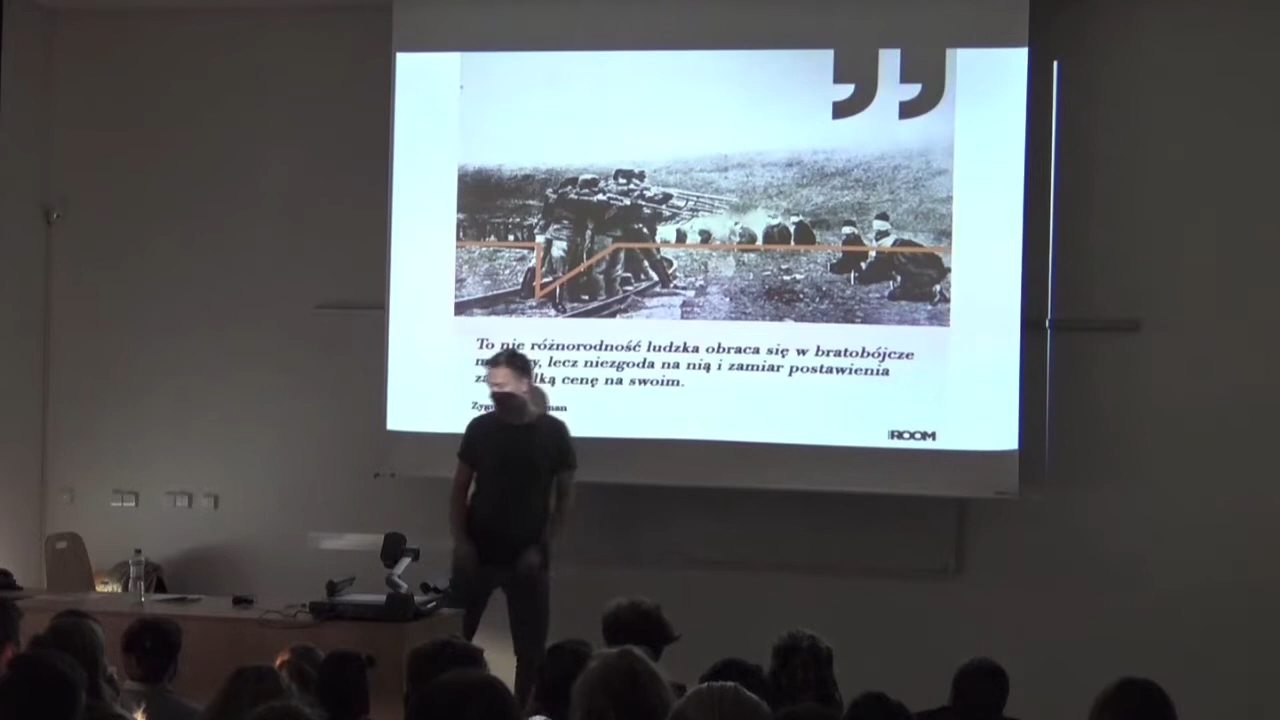 ”
To nie różnorodność ludzka obraca się w bratobójcze
lecz niezgoda na nią i zamiar postawienia
cenę na swoim.
ROOM